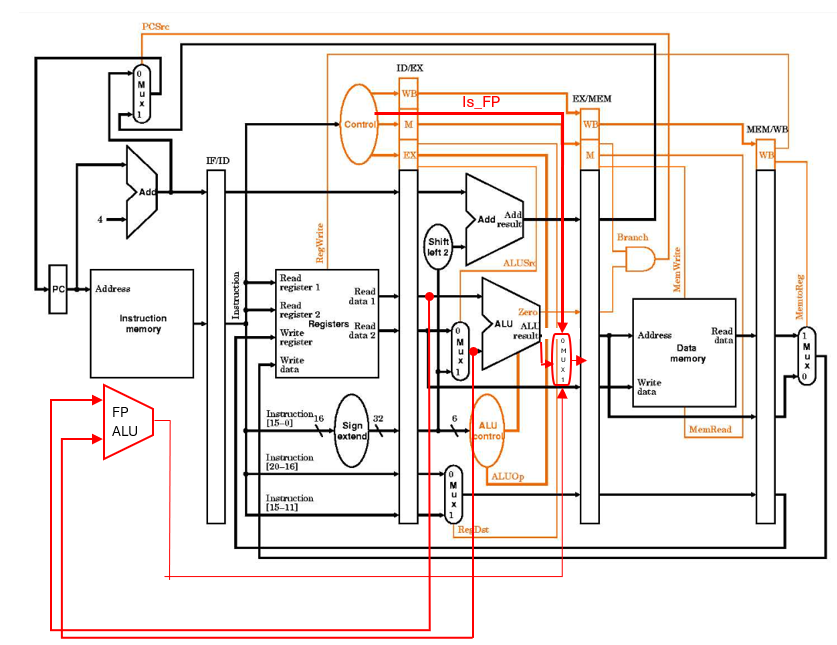 PCSrc
ID/EX
WB
Is_FP
EX/MEM
0
M
u
x
1
Control
M
WB
MEM/WB
EX
M
WB
IF/ID
Add
4
Add
Add
result
Shift
left 2
RegWrite
Branch
ALUSrc
MemWrite
MemtoReg
PC
Address
Instruction
memory
Instruction
Read
register 1
Read
register 2
Write
register
Write
data
Registers
Read
data 1
Read
data 2
0
M
u
x
1
ALU
Zero
ALU
result
0
M
U
X
1
Address
Write
data
Read
data
Data
memory
1
M
u
x
0
FP
ALU
Instruction
[15–0]
16
Sign
extend
32
6
ALU
control
MemRead
Instruction
[20–16]
ALUOp
Instruction
[15–11]
0
M
u
x
1
RegDst